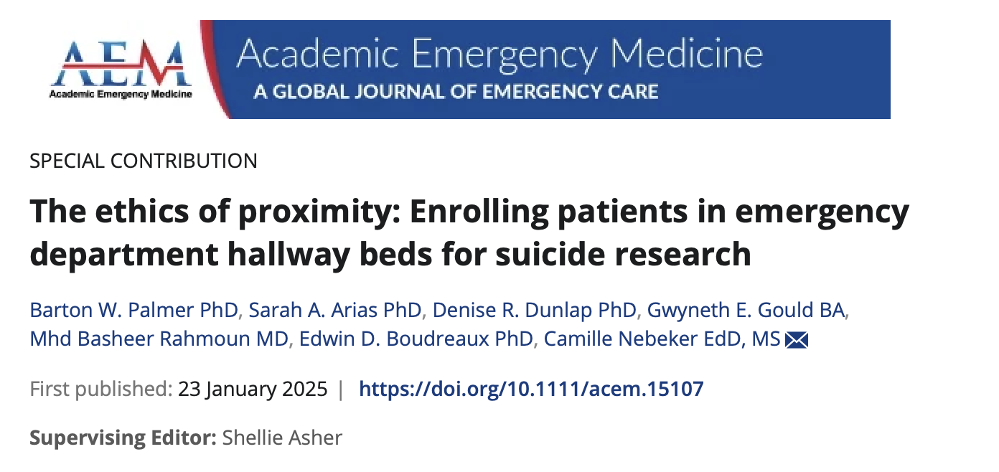 AEM
Academic Emergency Medicine
Academic Emergency Medicine
A GLOBAL JOURNAL OF EMERGENCY CARE
SPECIAL CONTRIBUTION
The ethics of proximity: Enrolling patients in emergency
department hallway beds for suicide research
Barton W. Palmer PhD, Sarah A. Arias PhD, Denise R. Dunlap PhD, Gwyneth E. Gould BA,
Mhd Basheer Rahmoun MD, Edwin D. Boudreaux PhD, Camille Nebeker EdD, MS
First published: 23 January 2025 | https://doi.org/10.1111/acem.15107
Supervising Editor: Shellie Asher